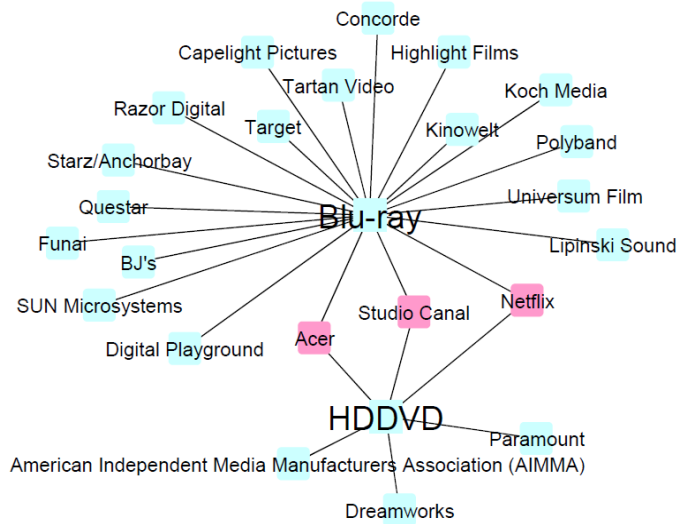 Concorde
Capelight Pictures
Highlight Films
Tartan Video
Koch Media
Razor Digital
Target
Kinowelt
Polyband
Starz/Anchorbay
Universum Film
Questar
Blu-ray
Funai
Lipinski Sound
BJ's
SUN Microsystems
Netflix
Studio Canal
Acer
Digital Playground
HDDVD
Paramount
American Independent Media Manufacturers Association (AIMMA)
Dreamworks